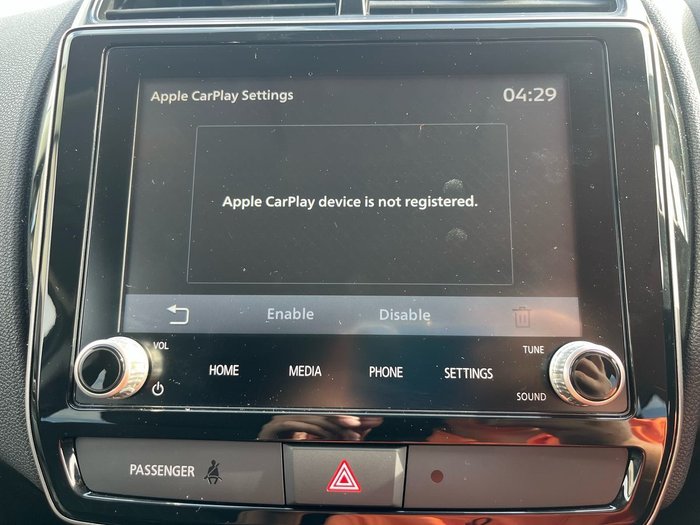 Apple CarPlay Settings 04:29
Apple CarPlay device is not registered.
Enable Disable
VOL TUNE
HOME MEDIA PHONE SETTINGS
SOUND
PASSENGER